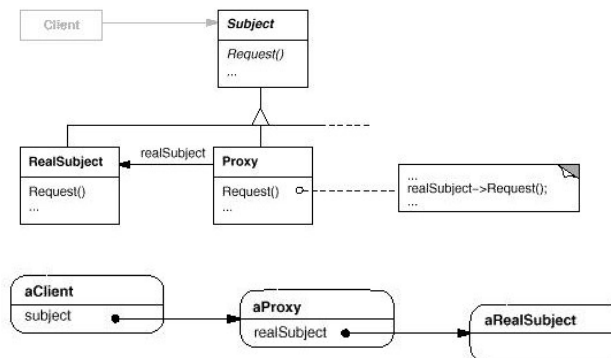 Client
Subject
Request()
...
RealSubject
Request()
...
realSubject
Proxy
Request()
...
...
realSubject->Request();
...
aClient
subject
aProxy
realSubject
aRealSubject